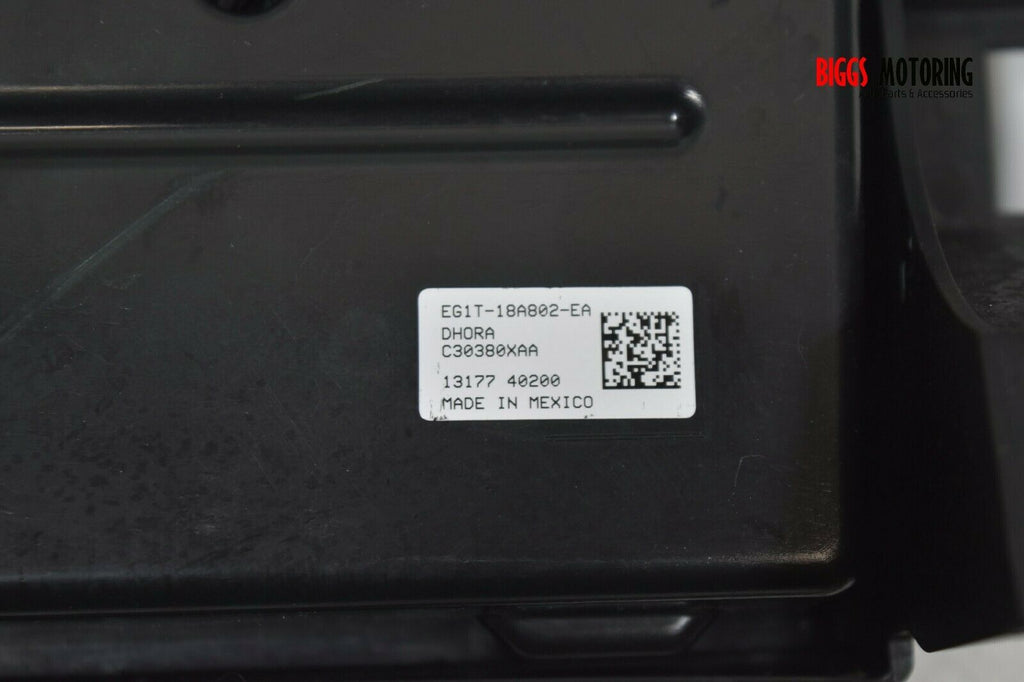 BIGGS MOTORING
Auto Parts & Accessories
EG1T-18A802-EA
DHORA
C30380XAA
13177 40200
MADE IN MEXICO